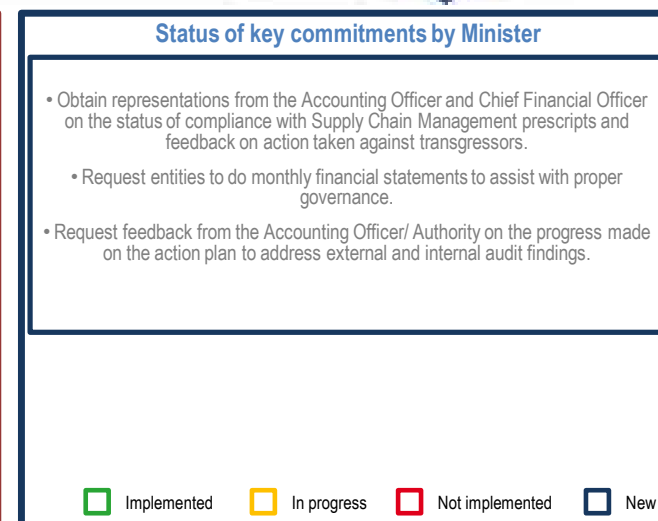 Status of key commitments by Minister
• Obtain representations from the Accounting Officer and Chief Financial Officer
on the status of compliance with Supply Chain Management prescripts and
feedback on action taken against transgressors.
• Request entities to do monthly financial statements to assist with proper
governance.
• Request feedback from the Accounting Officer/ Authority on the progress made
on the action plan to address external and internal audit findings.
Implemented In progress Not implemented New